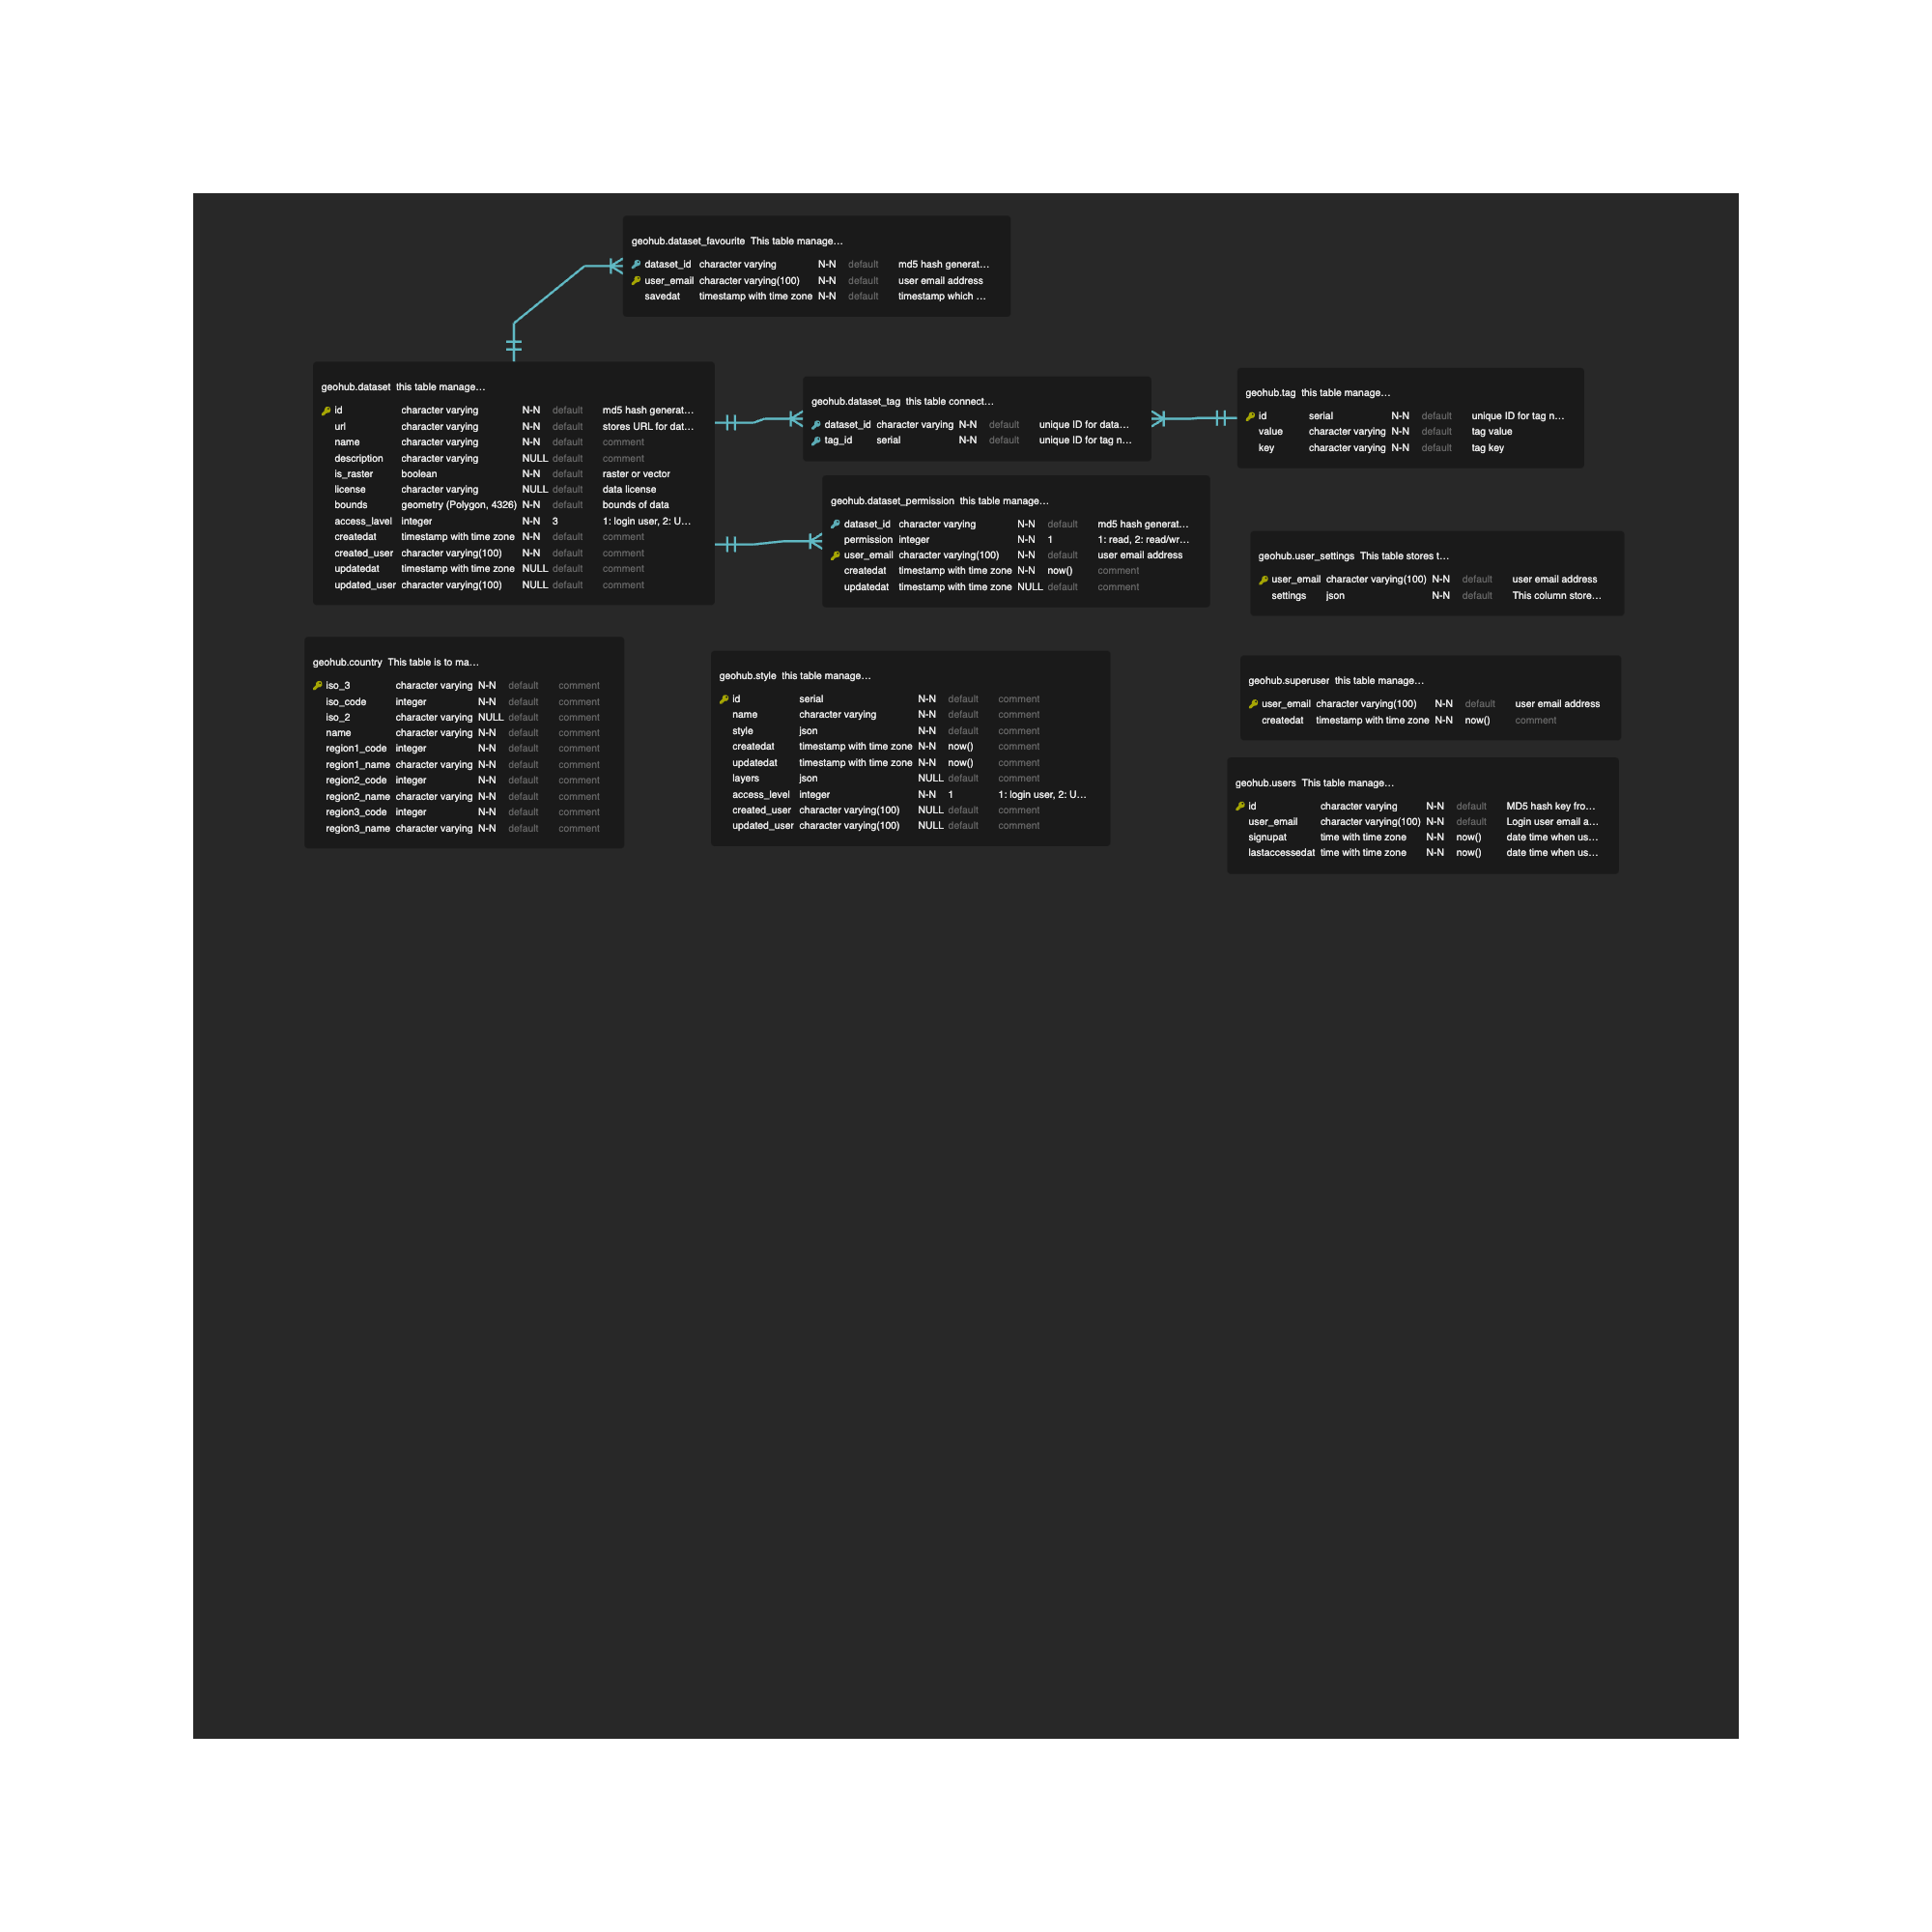 geohub.dataset_favourite This table manage...
dataset_id character varying N-N default md5 hash generat...
user_email character varying(100) N-N default user email address
savedat timestamp with time zone N-N default timestamp which ...
geohub.dataset this table manage...
id character varying N-N default md5 hash generat...
url character varying N-N default stores URL for dat...
name character varying N-N default comment
description character varying NULL default comment
is_raster boolean N-N default raster or vector
license character varying NULL default data license
bounds geometry (Polygon, 4326) N-N default bounds of data
access_lavel integer N-N 3 1: login user, 2: U...
createdat timestamp with time zone N-N default comment
created_user character varying(100) N-N default comment
updatedat timestamp with time zone NULL default comment
updated_user character varying(100) NULL default comment
geohub.dataset_tag this table connect...
dataset_id character varying N-N default unique ID for data...
tag_id serial N-N default unique ID for tag n...
geohub.tag this table manage...
id serial N-N default unique ID for tag n...
value character varying N-N default tag value
key character varying N-N default tag key
geohub.dataset_permission this table manage...
dataset_id character varying N-N default md5 hash generat...
permission integer N-N 1 1: read, 2: read/wr...
user_email character varying(100) N-N default user email address
createdat timestamp with time zone N-N now() comment
updatedat timestamp with time zone NULL default comment
geohub.user_settings This table stores t...
user_email character varying(100) N-N default user email address
settings json N-N default This column store...
geohub.country This table is to ma...
iso_3 character varying N-N default comment
iso_code integer N-N default comment
iso_2 character varying NULL default comment
name character varying N-N default comment
region1_code integer N-N default comment
region1_name character varying N-N default comment
region2_code integer N-N default comment
region2_name character varying N-N default comment
region3_code integer N-N default comment
region3_name character varying N-N default comment
geohub.style this table manage...
id serial N-N default comment
name character varying N-N default comment
style json N-N default comment
createdat timestamp with time zone N-N now() comment
updatedat timestamp with time zone N-N now() comment
layers json NULL default comment
access_level integer N-N 1 1: login user, 2: U...
created_user character varying(100) NULL default comment
updated_user character varying(100) NULL default comment
geohub.superuser this table manage...
user_email character varying(100) N-N default user email address
createdat timestamp with time zone N-N now() comment
geohub.users This table manage...
id character varying N-N default MD5 hash key fro...
user_email character varying(100) N-N default Login user email a...
signupat time with time zone N-N now() date time when us...
lastaccessedat time with time zone N-N now() date time when us...